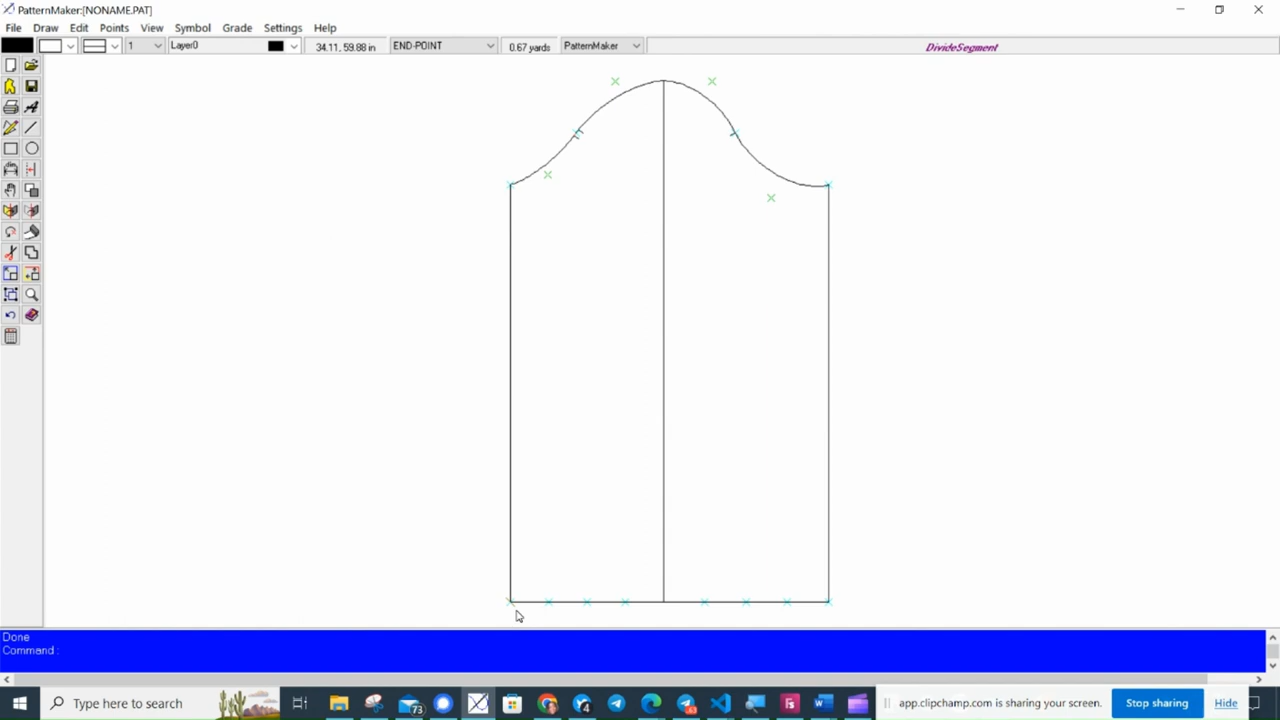 PatternMaker:[NONAME.PAT]
File Draw Edit Points View Symbol Grade Settings Help
1 Layer0 34.11, 59.88 in END-POINT 0.67 yards PatternMaker DivideSegment
Done
Command :
Type here to search 73 app.clipchamp.com is sharing your screen. Stop sharing Hide